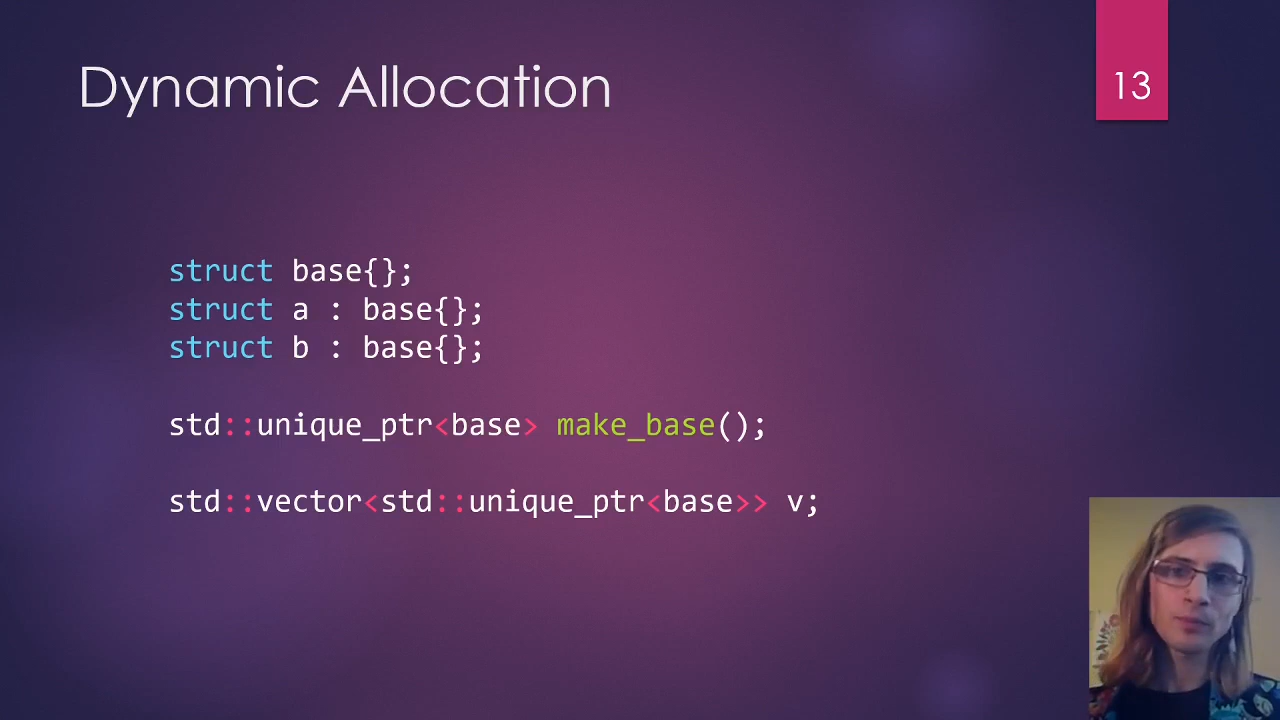 Dynamic Allocation
13
struct base{};
struct a : base{};
struct b : base{};
std::unique_ptr<base> make_base();
std::vector<std::unique_ptr<base>> v;